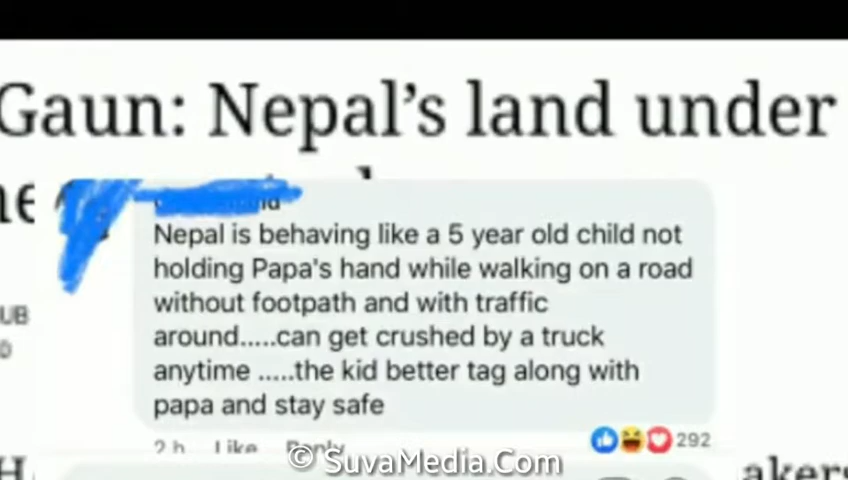 Gaun: Nepal's land under
Nepal is behaving like a 5 year old child not
holding Papa's hand while walking on a road
without footpath and with traffic
around.....can get crushed by a truck
anytime .....the kid better tag along with
papa and stay safe
2 h Like Reply
292
© SuvaMedia.Com